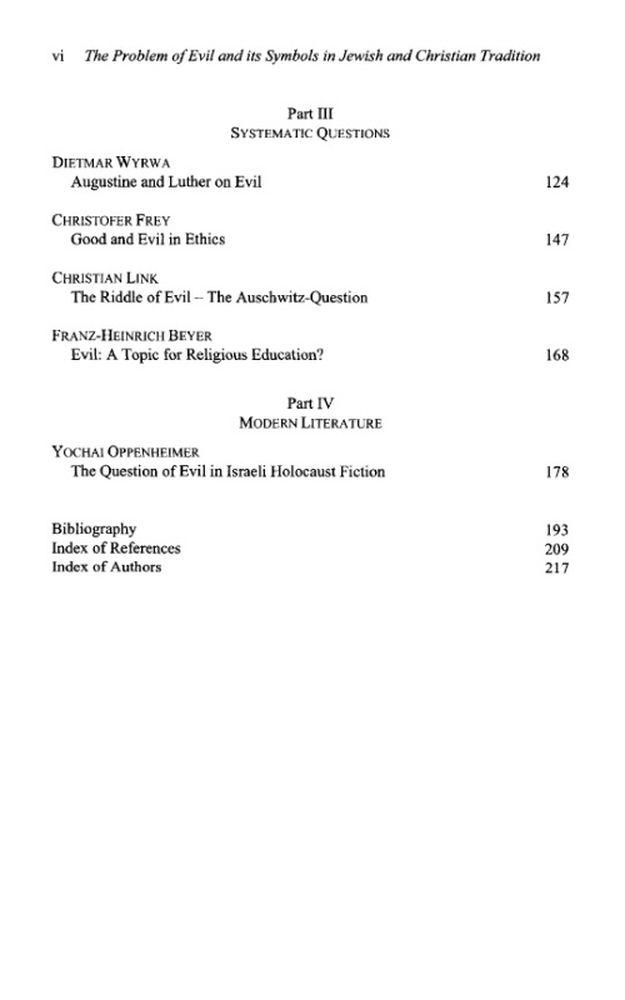 vi The Problem of Evil and its Symbols in Jewish and Christian Tradition
Part III
SYSTEMATIC QUESTIONS
DIETMAR WYRWA
Augustine and Luther on Evil 124
CHRISTOFER FREY
Good and Evil in Ethics 147
CHRISTIAN LINK
The Riddle of Evil – The Auschwitz-Question 157
FRANZ-HEINRICH BEYER
Evil: A Topic for Religious Education? 168
Part IV
MODERN LITERATURE
YOCHAI OPPENHEIMER
The Question of Evil in Israeli Holocaust Fiction 178
Bibliography 193
Index of References 209
Index of Authors 217